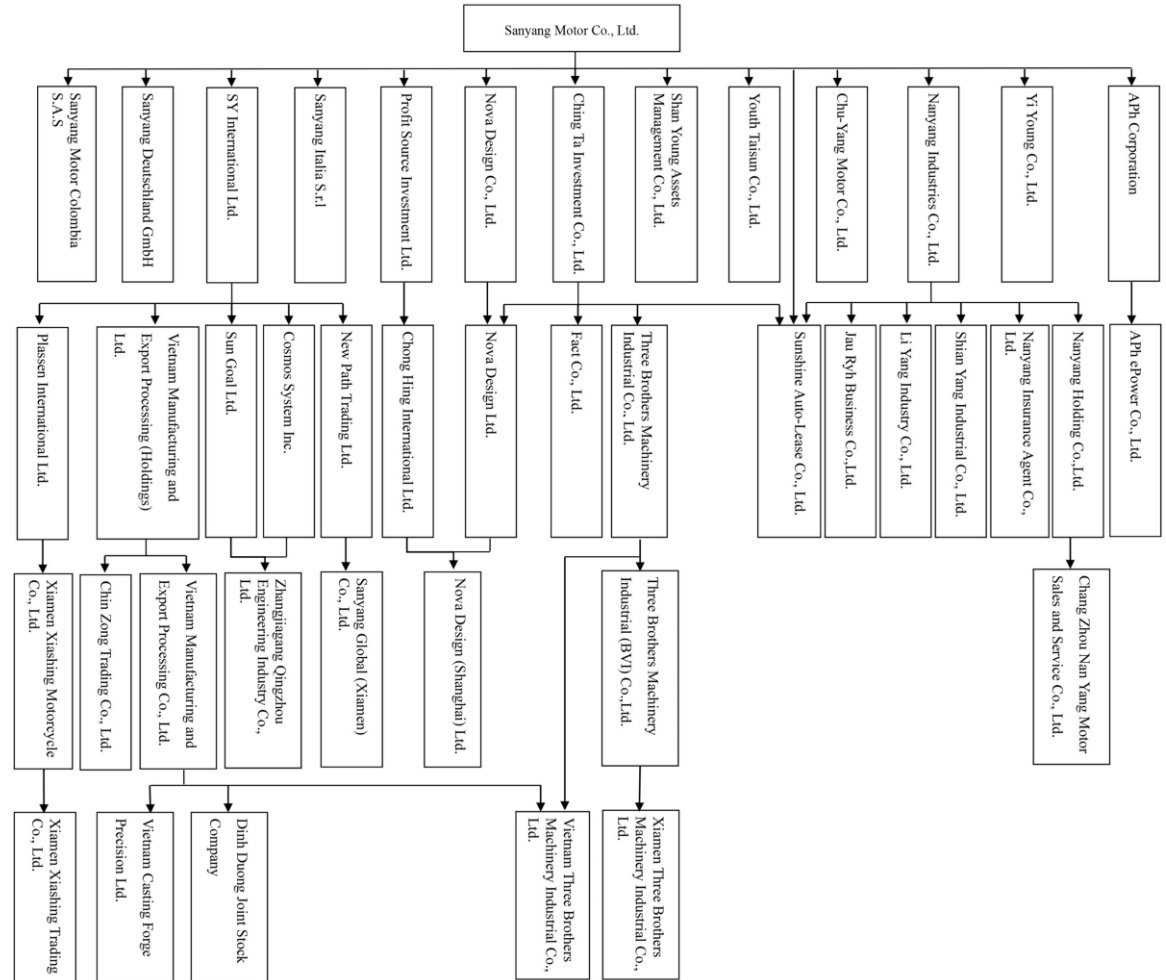 Sanyang Motor Co., Ltd.
Sanyang Motor Colombia
S.A.S
Sanyang Deutschland GmbH
SY International Ltd.
Sanyang Italia S.r.l
Profit Source Investment Ltd.
Nova Design Co., Ltd.
Ching Ta Investment Co., Ltd.
Shan Young Assets
Management Co., Ltd.
Youth Taisun Co., Ltd.
Chu-Yang Motor Co., Ltd.
Nanyang Industries Co., Ltd.
Yi Young Co., Ltd.
APh Corporation
Plassen International Ltd.
Vietnam Manufacturing and
Export Processing (Holdings)
Ltd.
Sun Goal Ltd.
Cosmos System Inc.
New Path Trading Ltd.
Chong Hing International Ltd.
Nova Design Ltd.
Fact Co., Ltd.
Three Brothers Machinery
Industrial Co., Ltd.
Sunshine Auto-Lease Co., Ltd.
Jau Ryh Business Co.,Ltd.
Li Yang Industry Co., Ltd.
Shian Yang Industrial Co., Ltd.
Nanyang Insurance Agent Co.,
Ltd.
Nanyang Holding Co.,Ltd.
APh ePower Co., Ltd.
Xiamen Xiashing Motorcycle
Co., Ltd.
Chin Zong Trading Co., Ltd.
Vietnam Manufacturing and
Export Processing Co., Ltd.
Zhangjiagang Qingzhou
Engineering Industry Co.,
Ltd.
Sanyang Global (Xiamen)
Co., Ltd.
Nova Design (Shanghai) Ltd.
Three Brothers Machinery
Industrial (BVI) Co.,Ltd.
Chang Zhou Nan Yang Motor
Sales and Service Co., Ltd.
Xiamen Xiashing Trading
Co., Ltd.
Vietnam Casting Forge
Precision Ltd.
Dinh Duong Joint Stock
Company
Vietnam Three Brothers
Machinery Industrial Co.,
Ltd.
Xiamen Three Brothers
Machinery Industrial Co.,
Ltd.